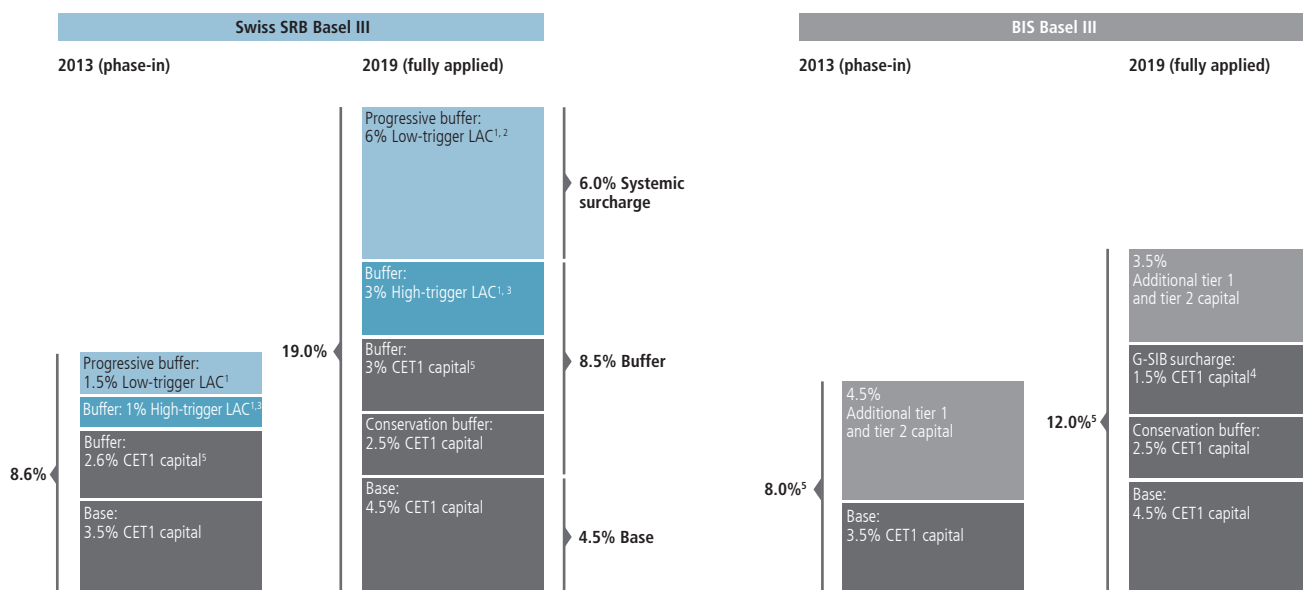 Swiss SRB Basel III
2013 (phase-in)
2019 (fully applied)
8.6%
Progressive buffer:
1.5% Low-trigger LAC¹
Buffer: 1% High-trigger LAC¹,³
Buffer:
2.6% CET1 capital⁵
Base:
3.5% CET1 capital
19.0%
Progressive buffer:
6% Low-trigger LAC¹, ²
Buffer:
3% High-trigger LAC¹, ³
Buffer:
3% CET1 capital⁵
Conservation buffer:
2.5% CET1 capital
Base:
4.5% CET1 capital
6.0% Systemic
surcharge
8.5% Buffer
4.5% Base
BIS Basel III
2013 (phase-in)
2019 (fully applied)
8.0%⁵
4.5%
Additional tier 1
and tier 2 capital
Base:
3.5% CET1 capital
12.0%⁵
3.5%
Additional tier 1
and tier 2 capital
G-SIB surcharge:
1.5% CET1 capital⁴
Conservation buffer:
2.5% CET1 capital
Base:
4.5% CET1 capital